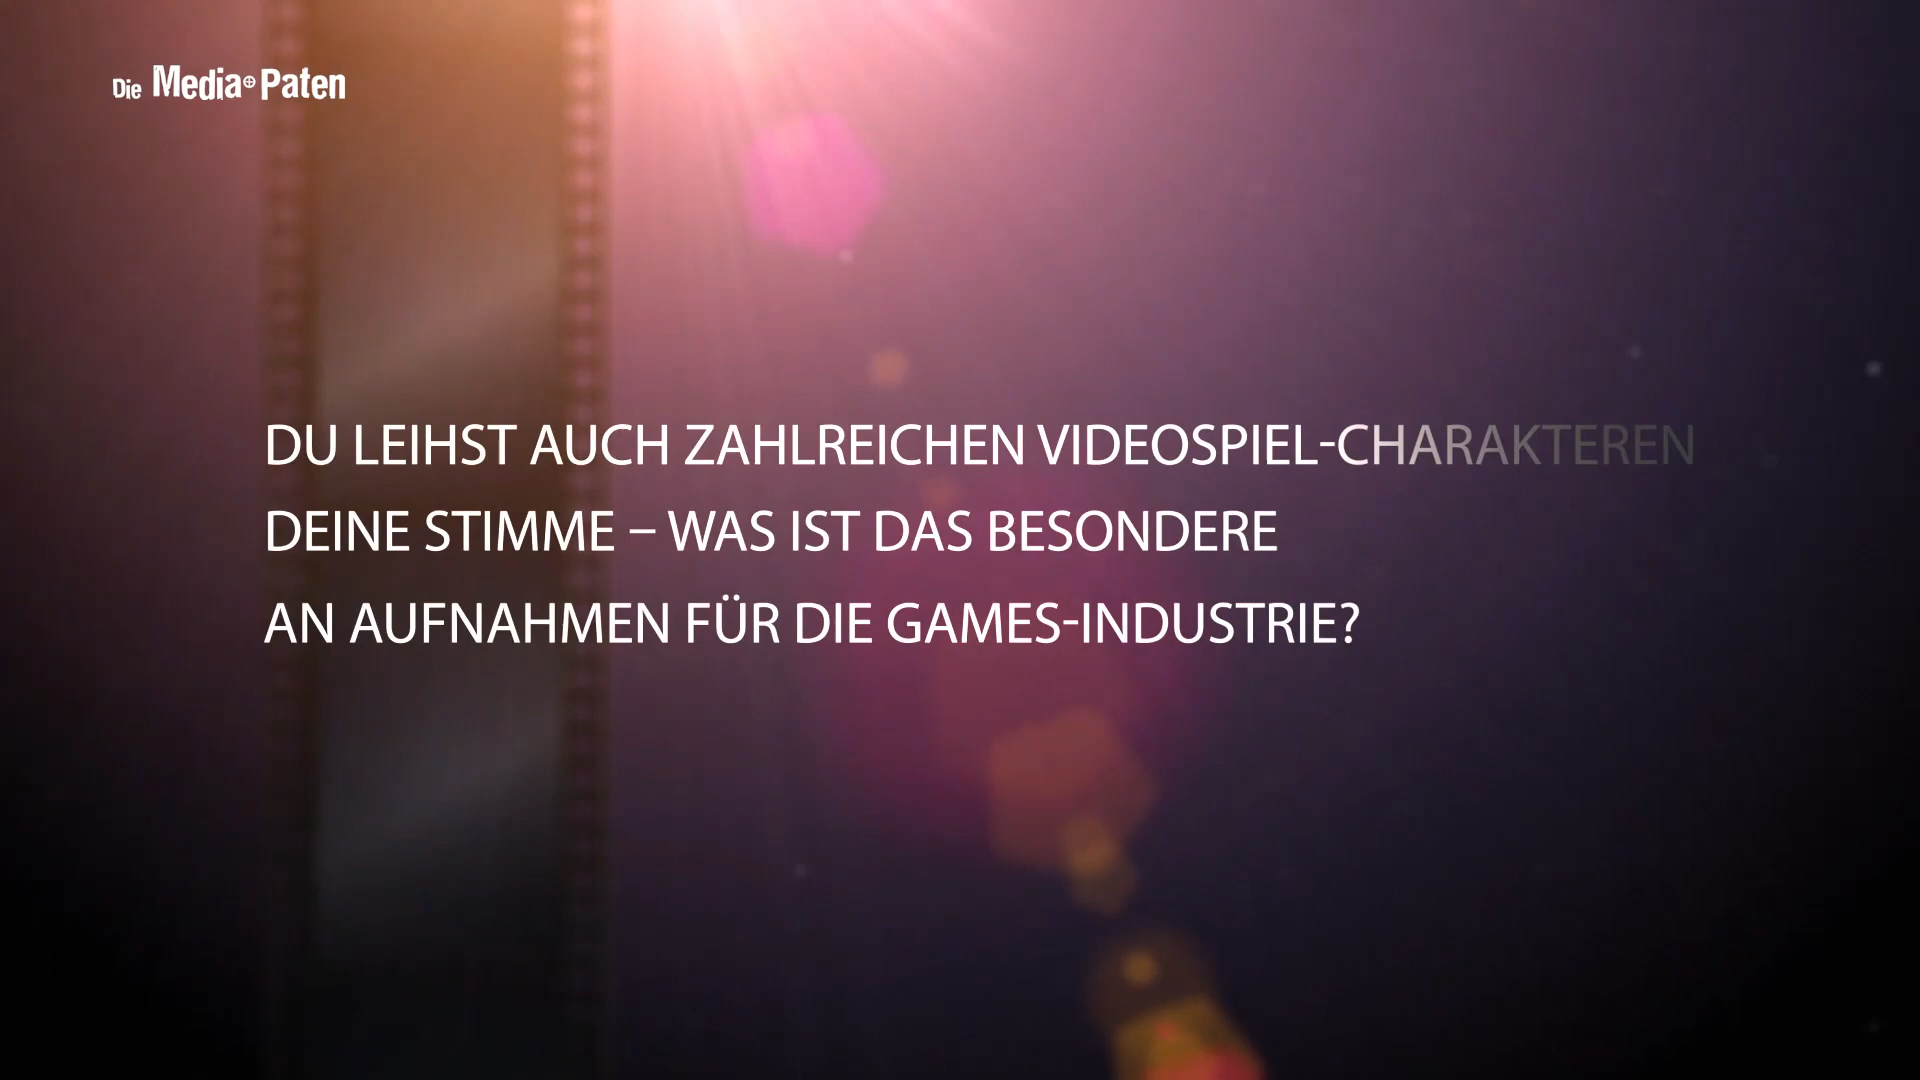 Die Media Paten
DU LEIHST AUCH ZAHLREICHEN VIDEOSPIEL-CHARAKTEREN
DEINE STIMME – WAS IST DAS BESONDERE
AN AUFNAHMEN FÜR DIE GAMES-INDUSTRIE?